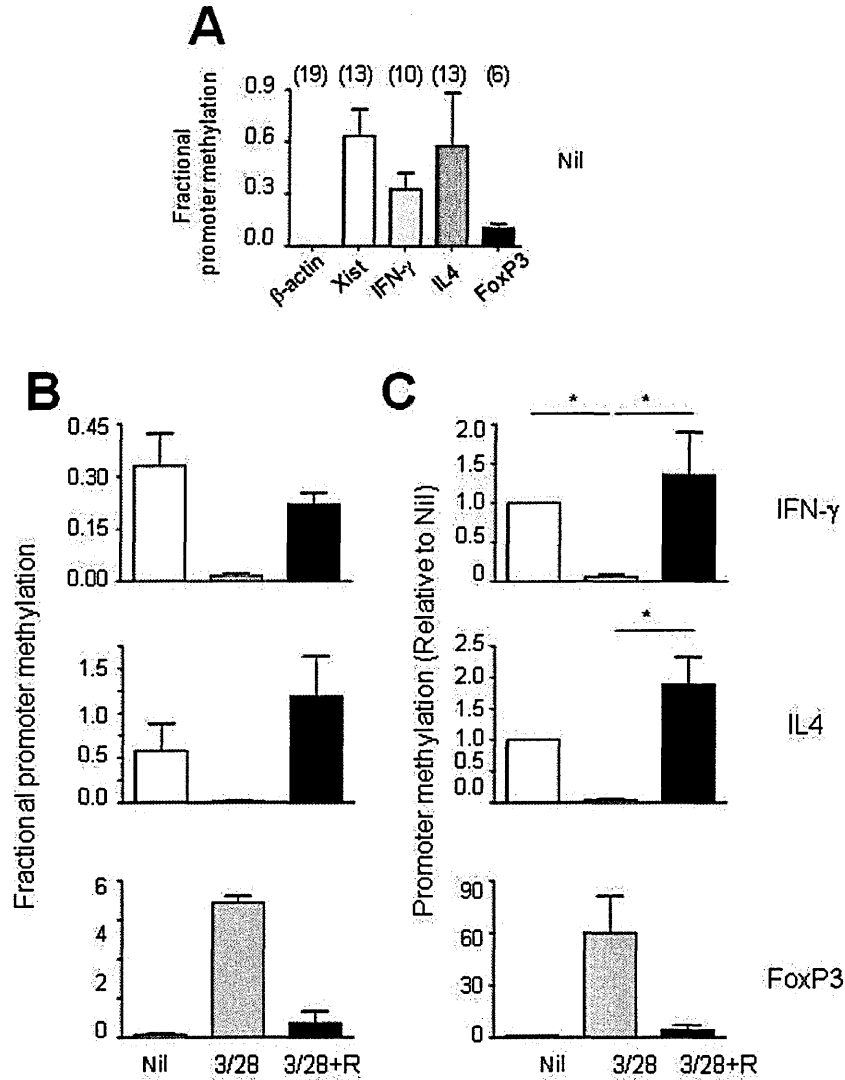 A
(19) (13) (10) (13) (6)
Fractional
promoter methylation
0.9
0.6
0.3
0.0
Nil
β-actin Xist IFN-γ IL4 FoxP3
B
Fractional promoter methylation
0.45
0.30
0.15
0.00
1.5
1.0
0.5
0.0
6
4
2
0
Nil 3/28 3/28+R
C
Promoter methylation (Relative to Nil)
* *
2.0
1.5
1.0
0.5
0
IFN-γ
*
2.5
2.0
1.5
1.0
0.5
0.0
IL4
90
60
30
0
FoxP3
Nil 3/28 3/28+R